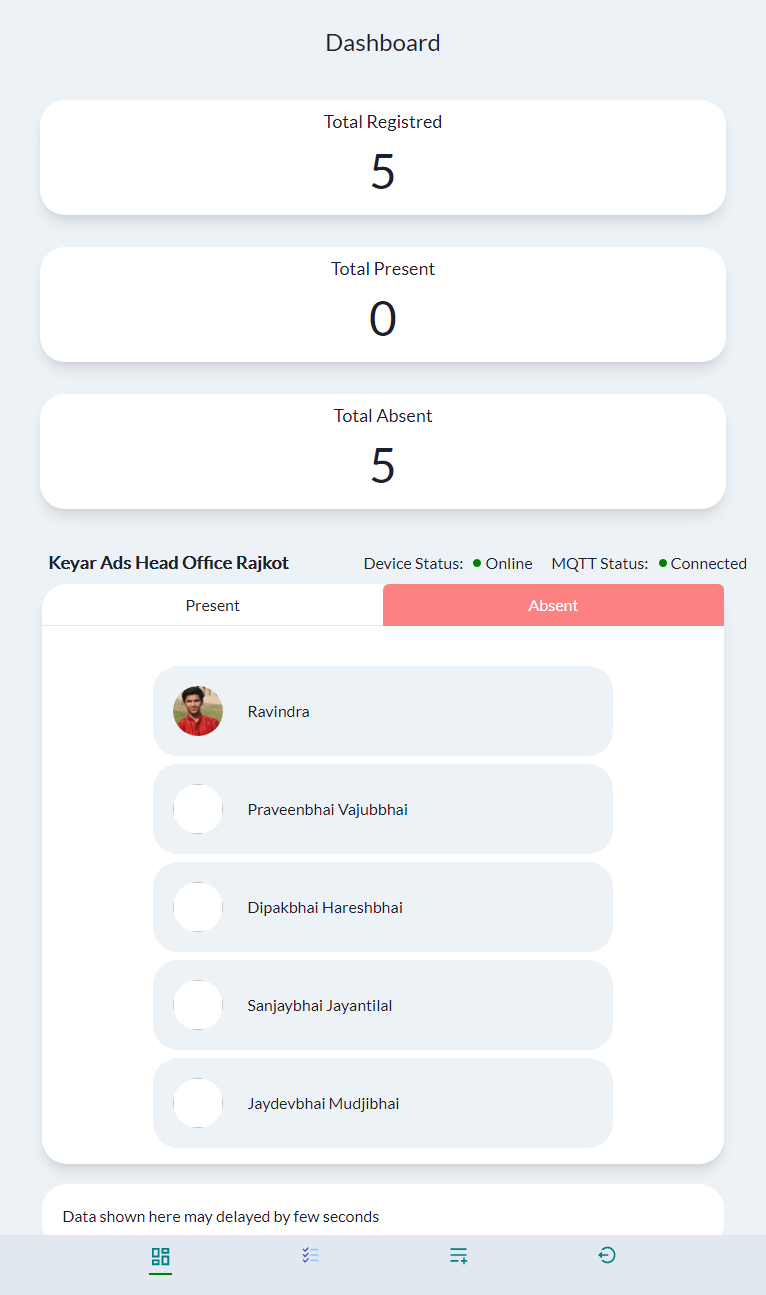 Dashboard
Total Registred
5
Total Present
0
Total Absent
5
Keyar Ads Head Office Rajkot Device Status: Online MQTT Status: Connected
Present Absent
Ravindra
Praveenbhai Vajubbhai
Dipakbhai Hareshbhai
Sanjaybhai Jayantilal
Jaydevbhai Mudjibhai
Data shown here may delayed by few seconds